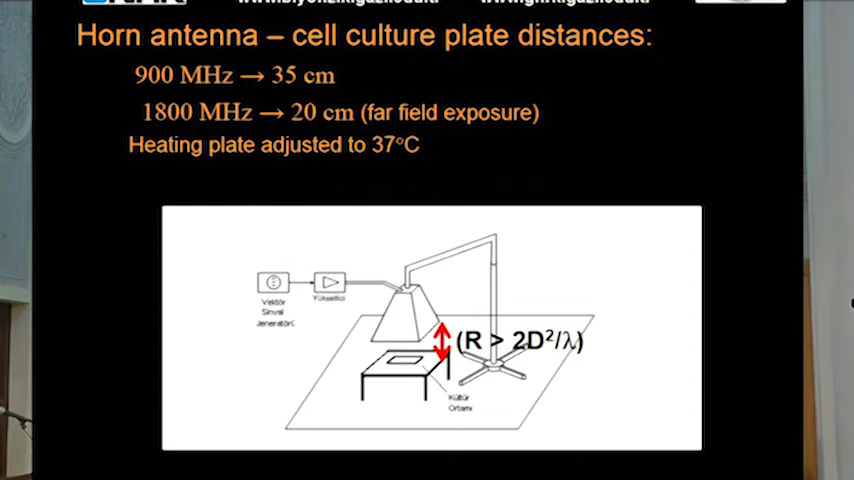 Horn antenna – cell culture plate distances:
900 MHz → 35 cm
1800 MHz → 20 cm (far field exposure)
Heating plate adjusted to 37°C
Vektör
Sinyal
Jeneratörü
Yükseltici
(R > 2D²/λ)
Kültür
Ortamı